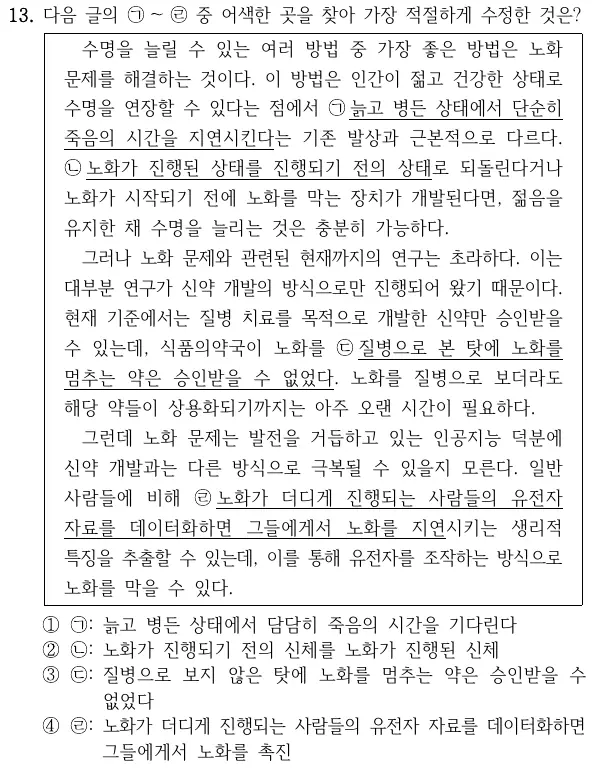 13. 다음 글의 ㉠~㉣ 중 어색한 곳을 찾아 가장 적절하게 수정한 것은?
수명을 늘릴 수 있는 여러 방법 중 가장 좋은 방법은 노화
문제를 해결하는 것이다. 이 방법은 인간이 젊고 건강한 상태로
수명을 연장할 수 있다는 점에서 ㉠늙고 병든 상태에서 단순히
죽음의 시간을 지연시킨다는 기존 발상과 근본적으로 다르다.
㉡노화가 진행된 상태를 진행되기 전의 상태로 되돌린다거나
노화가 시작되기 전에 노화를 막는 장치가 개발된다면, 젊음을
유지한 채 수명을 늘리는 것은 충분히 가능하다.
그러나 노화 문제와 관련된 현재까지의 연구는 초라하다. 이는
대부분 연구가 신약 개발의 방식으로만 진행되어 왔기 때문이다.
현재 기준에서는 질병 치료를 목적으로 개발한 신약만 승인받을
수 있는데, 식품의약국이 노화를 ㉢질병으로 본 탓에 노화를
멈추는 약은 승인받을 수 없었다. 노화를 질병으로 보더라도
해당 약들이 상용화되기까지는 아주 오랜 시간이 필요하다.
그런데 노화 문제는 발전을 거듭하고 있는 인공지능 덕분에
신약 개발과는 다른 방식으로 극복될 수 있을지 모른다. 일반
사람들에 비해 ㉣노화가 더디게 진행되는 사람들의 유전자
자료를 데이터화하면 그들에게서 노화를 지연시키는 생리적
특징을 추출할 수 있는데, 이를 통해 유전자를 조작하는 방식으로
노화를 막을 수 있다.
① ㉠: 늙고 병든 상태에서 담담히 죽음의 시간을 기다린다
② ㉡: 노화가 진행되기 전의 신체를 노화가 진행된 신체
③ ㉢: 질병으로 보지 않은 탓에 노화를 멈추는 약은 승인받을 수
없었다
④ ㉣: 노화가 더디게 진행되는 사람들의 유전자 자료를 데이터화하면
그들에게서 노화를 촉진